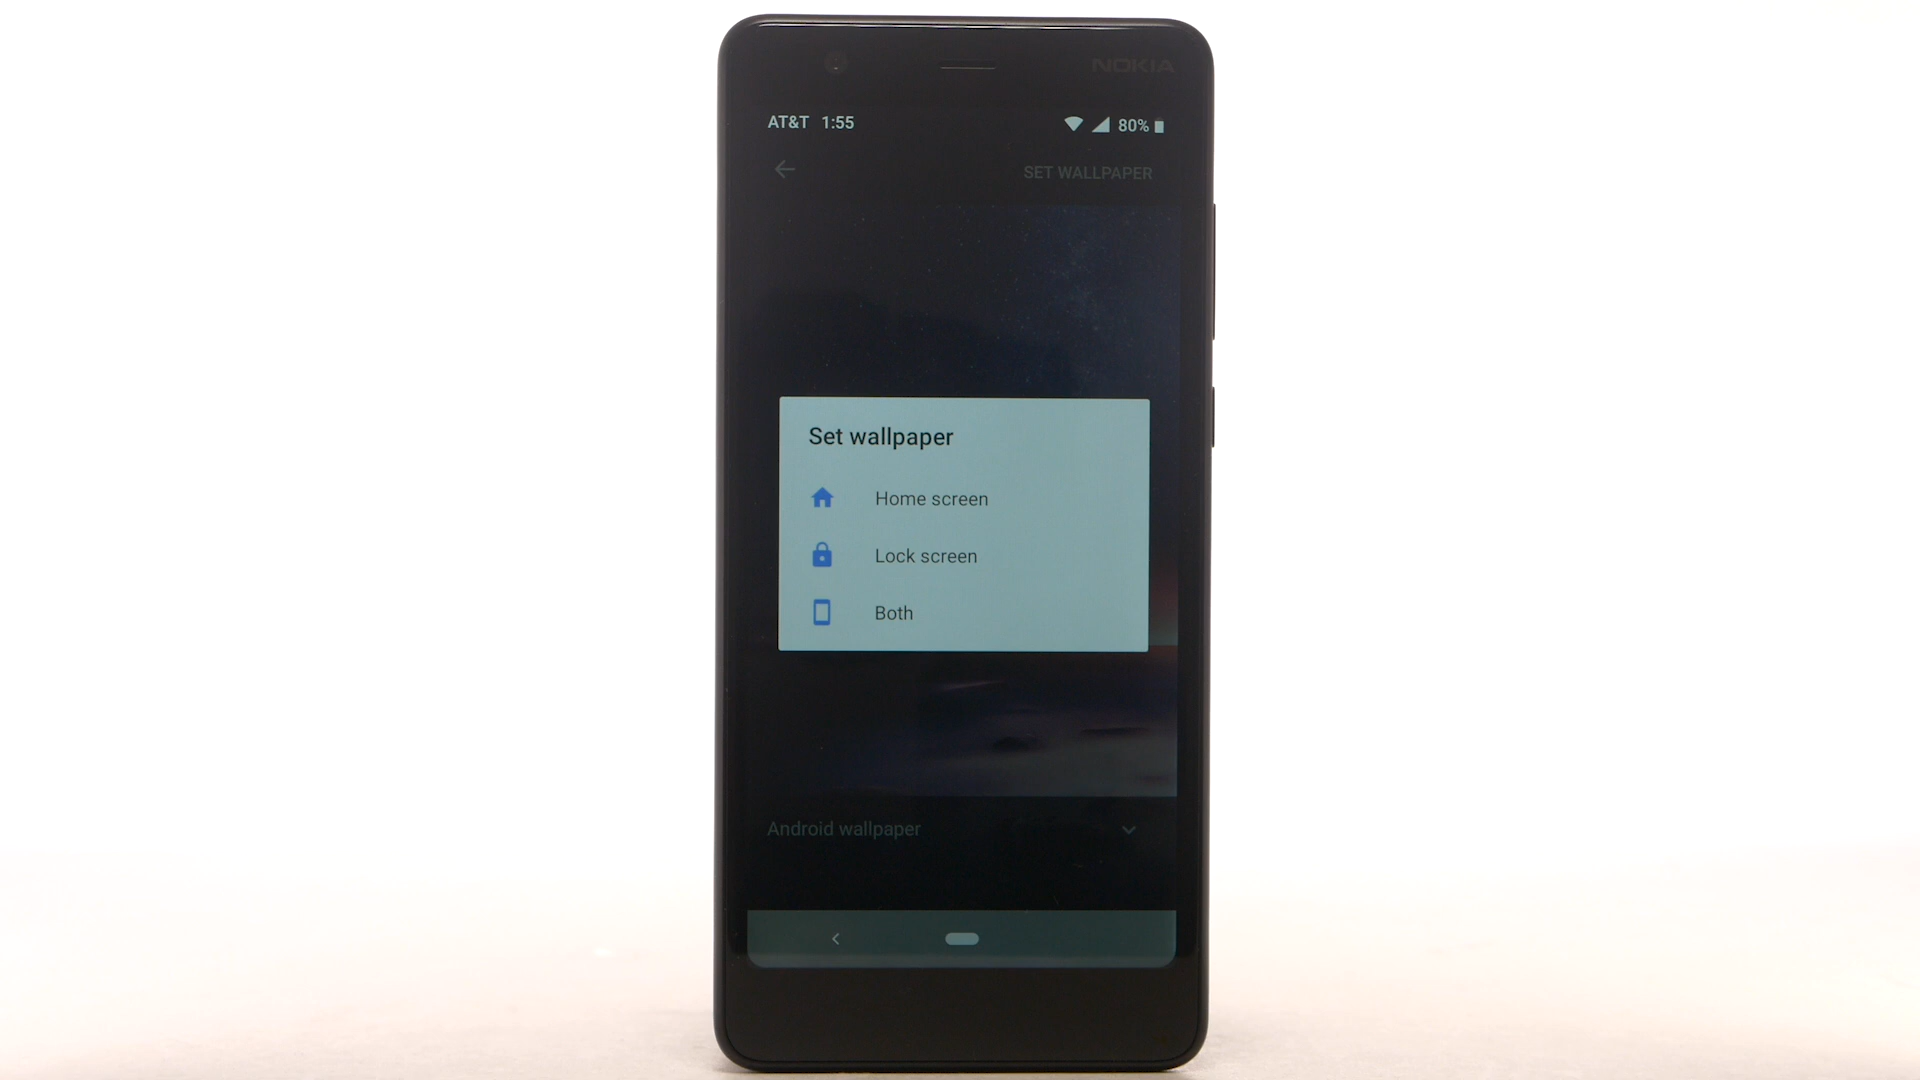 NOKIA
AT&T 1:55 80%
SET WALLPAPER
Set wallpaper
Home screen
Lock screen
Both
Android wallpaper